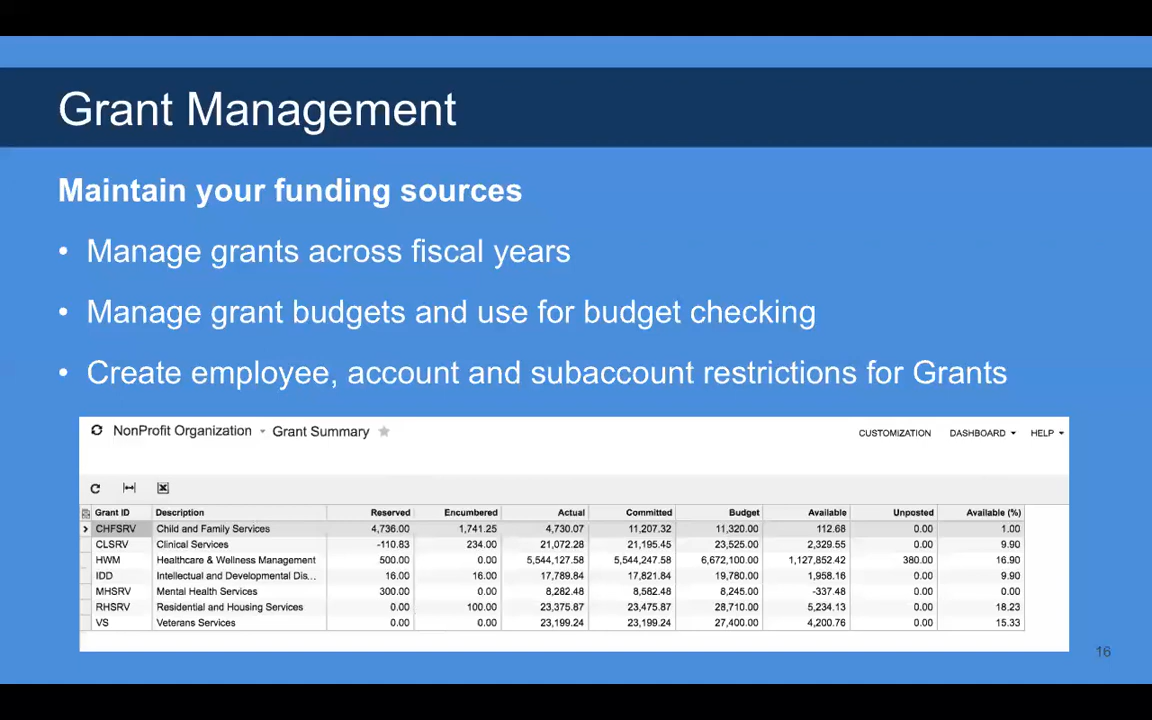 Grant Management
Maintain your funding sources
• Manage grants across fiscal years
• Manage grant budgets and use for budget checking
• Create employee, account and subaccount restrictions for Grants
NonProfit Organization Grant Summary CUSTOMIZATION DASHBOARD HELP
Grant ID Description Reserved Encumbered Actual Committed Budget Available Unposted Available (%)
CHFSRV Child and Family Services 4,736.00 1,741.25 4,730.07 11,207.32 11,320.00 112.68 0.00 1.00
CLSRV Clinical Services -110.83 234.00 21,072.28 21,195.45 23,525.00 2,329.55 0.00 9.90
HWM Healthcare & Wellness Management 500.00 0.00 5,544,127.58 5,544,247.58 6,672,100.00 1,127,852.42 380.00 16.90
IDD Intellectual and Developmental Dis... 16.00 16.00 17,789.84 17,821.84 19,780.00 1,958.16 0.00 9.90
MHSRV Mental Health Services 300.00 0.00 8,282.48 8,582.48 8,245.00 -337.48 0.00 0.00
RHSRV Residential and Housing Services 0.00 100.00 23,375.87 23,475.87 28,710.00 5,234.13 0.00 18.23
VS Veterans Services 0.00 0.00 23,199.24 23,199.24 27,400.00 4,200.76 0.00 15.33
16